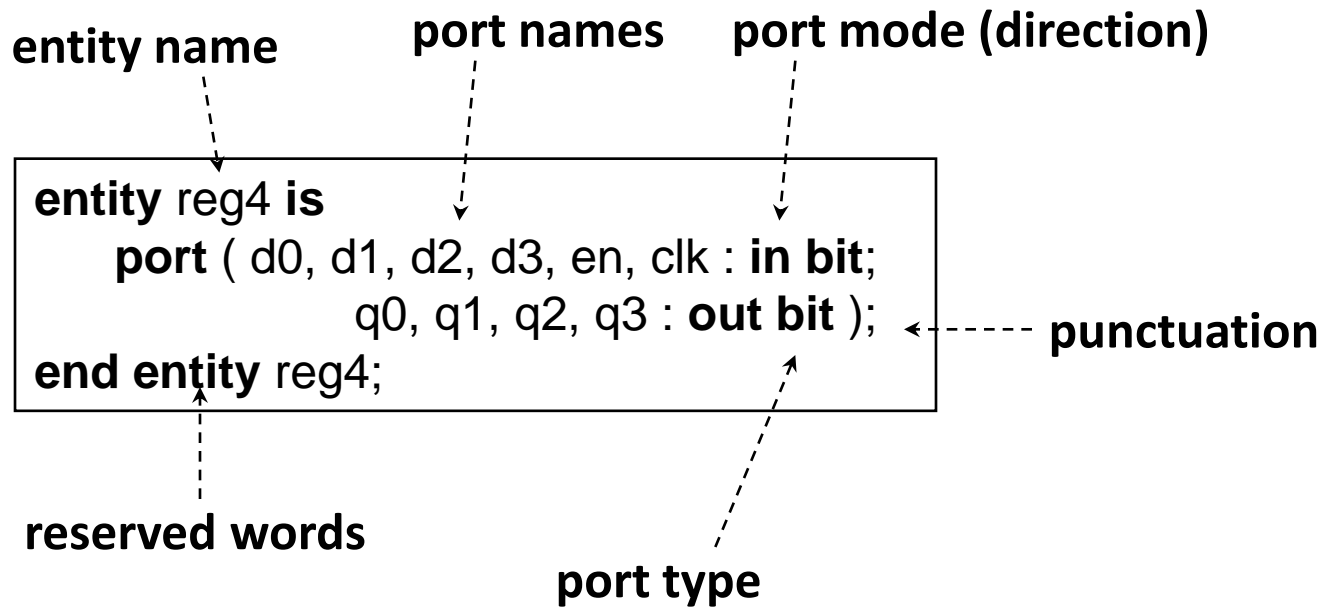 entity name
port names
port mode (direction)
entity reg4 is
port ( d0, d1, d2, d3, en, clk : in bit;
q0, q1, q2, q3 : out bit );
punctuation
end entity reg4;
reserved words
port type